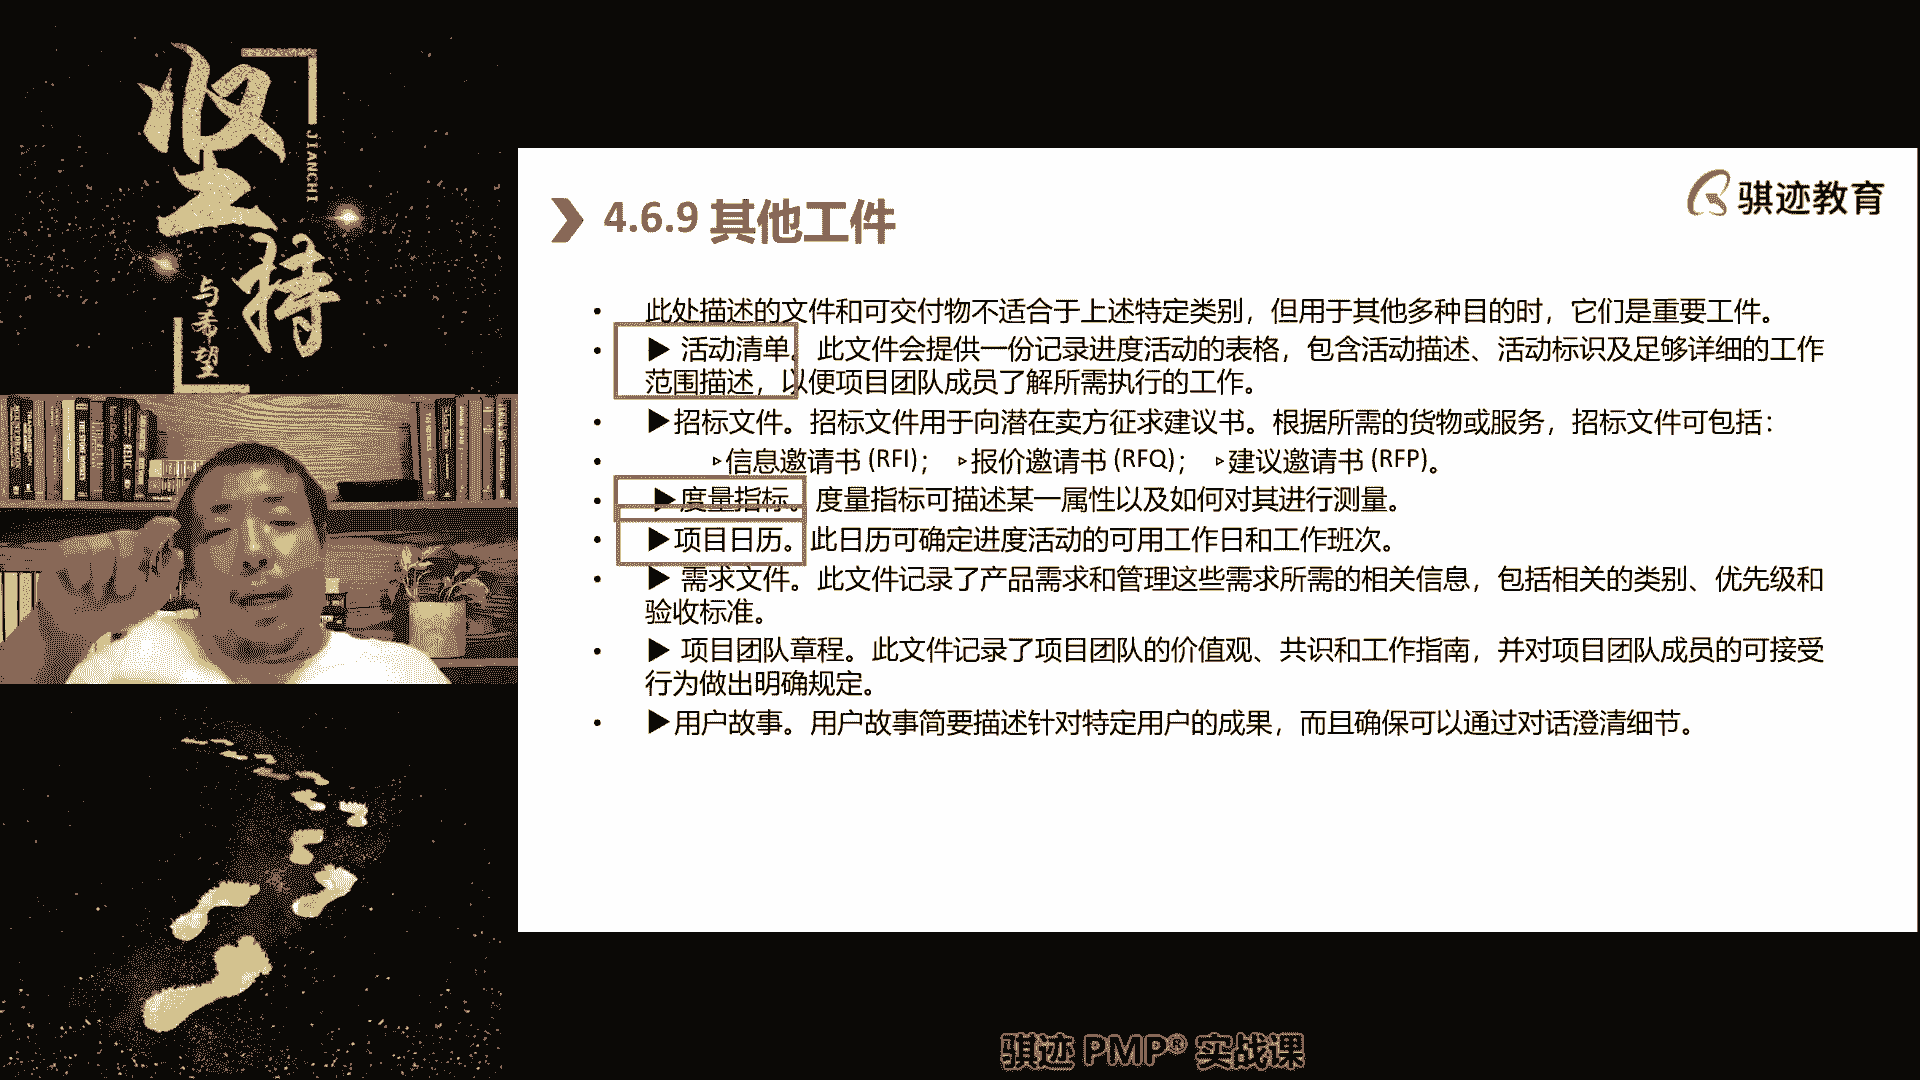 坚持
JIANCHI
与希望
骐迹教育
4.6.9 其他工件
• 此处描述的文件和可交付物不适合于上述特定类别，但用于其他多种目的时，它们是重要工件。
• ▶ 活动清单。此文件会提供一份记录进度活动的表格，包含活动描述、活动标识及足够详细的工作
范围描述，以便项目团队成员了解所需执行的工作。
• ▶招标文件。招标文件用于向潜在卖方征求建议书。根据所需的货物或服务，招标文件可包括：
• ▹信息邀请书 (RFI)； ▹报价邀请书 (RFQ)； ▹建议邀请书 (RFP)。
• ▶度量指标。度量指标可描述某一属性以及如何对其进行测量。
• ▶项目日历。此日历可确定进度活动的可用工作日和工作班次。
• ▶ 需求文件。此文件记录了产品需求和管理这些需求所需的相关信息，包括相关的类别、优先级和
验收标准。
• ▶ 项目团队章程。此文件记录了项目团队的价值观、共识和工作指南，并对项目团队成员的可接受
行为做出明确规定。
• ▶用户故事。用户故事简要描述针对特定用户的成果，而且确保可以通过对话澄清细节。
骐迹 PMP® 实战课